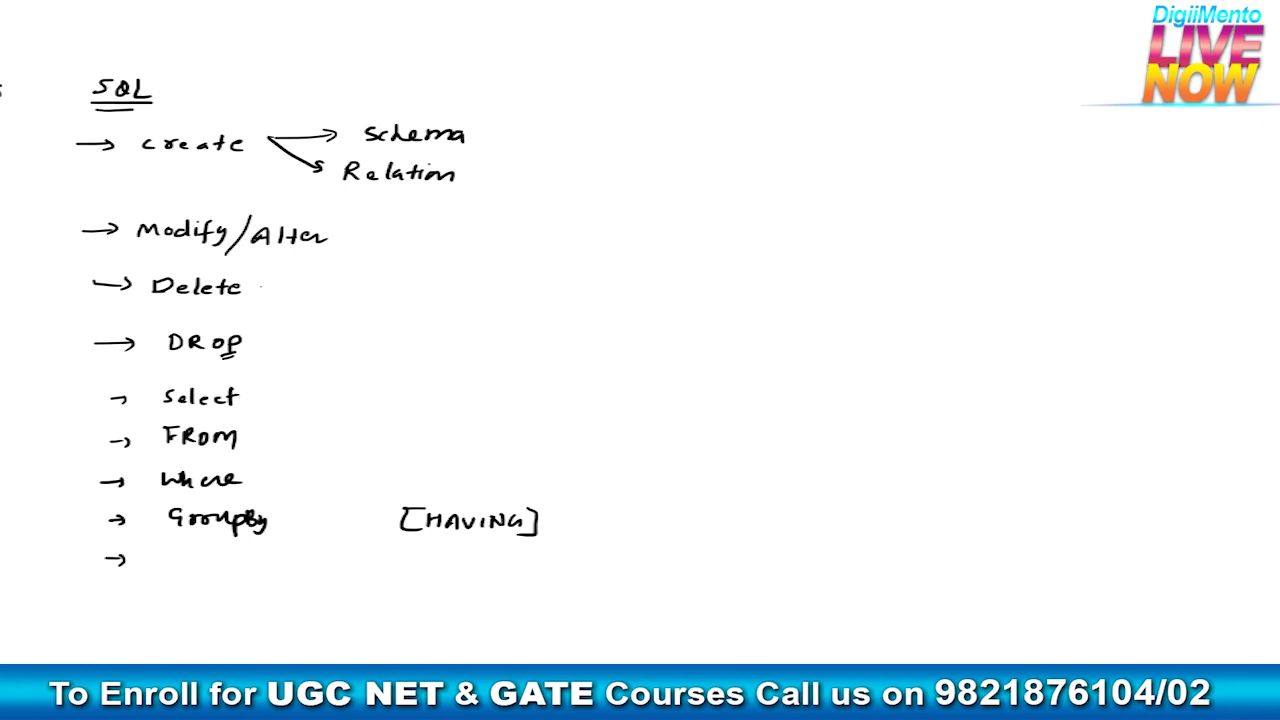 DigiiMento
LIVE
NOW
SQL
→ create → Schema
→ Relation
→ Modify/Alter
→ Delete
→ DROP
→ Select
→ FROM
→ Where
→ GroupBy [HAVING]
→
To Enroll for UGC NET & GATE Courses Call us on 9821876104/02